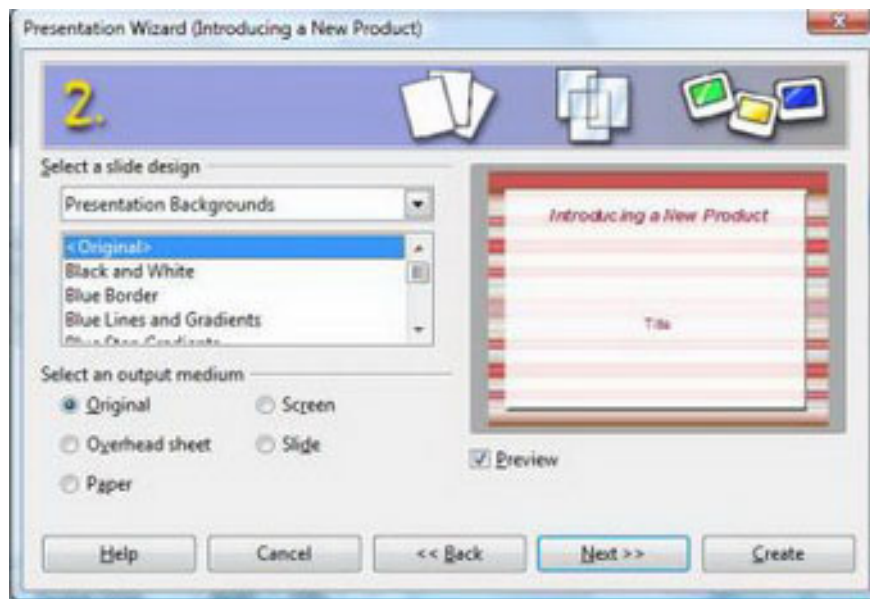 Presentation Wizard (Introducing a New Product)
2.
Select a slide design
Presentation Backgrounds
<Original>
Black and White
Blue Border
Blue Lines and Gradients
Introducing a New Product
Title
Select an output medium
Original
Screen
Overhead sheet
Slide
Paper
Preview
Help
Cancel
<< Back
Next >>
Create